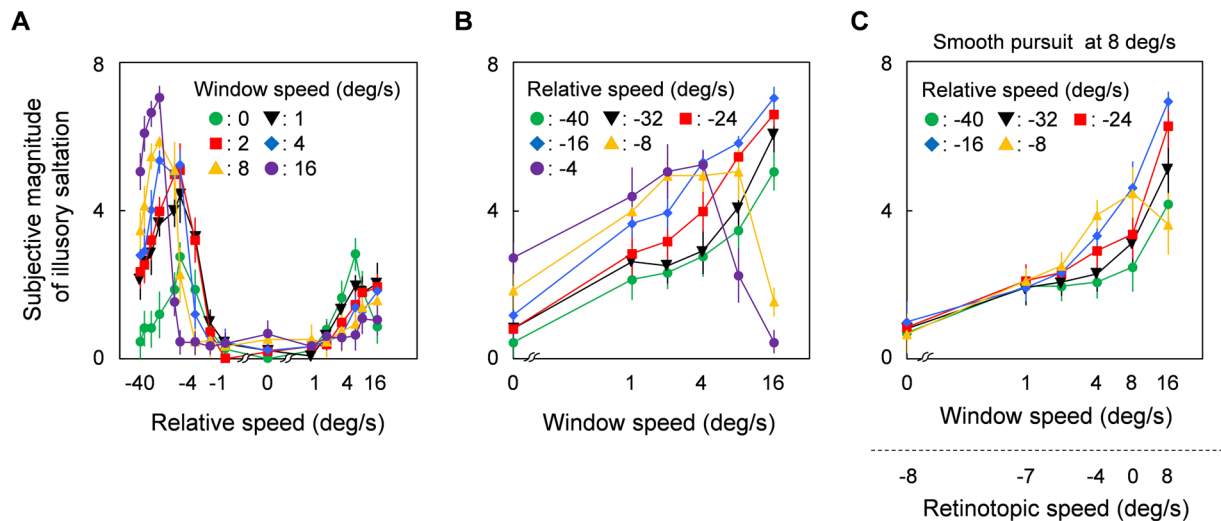 A
Subjective magnitude
of illusory saltation
8
4
0
Window speed (deg/s)
: 0 : 1
: 2 : 4
: 8 : 16
-40 -4 -1 0 1 4 16
Relative speed (deg/s)
B
8
4
0
Relative speed (deg/s)
: -40 : -32 : -24
: -16 : -8
: -4
0 1 4 16
Window speed (deg/s)
C
Smooth pursuit at 8 deg/s
8
4
0
Relative speed (deg/s)
: -40 : -32 : -24
: -16 : -8
0 1 4 8 16
Window speed (deg/s)
-8 -7 -4 0 8
Retinotopic speed (deg/s)